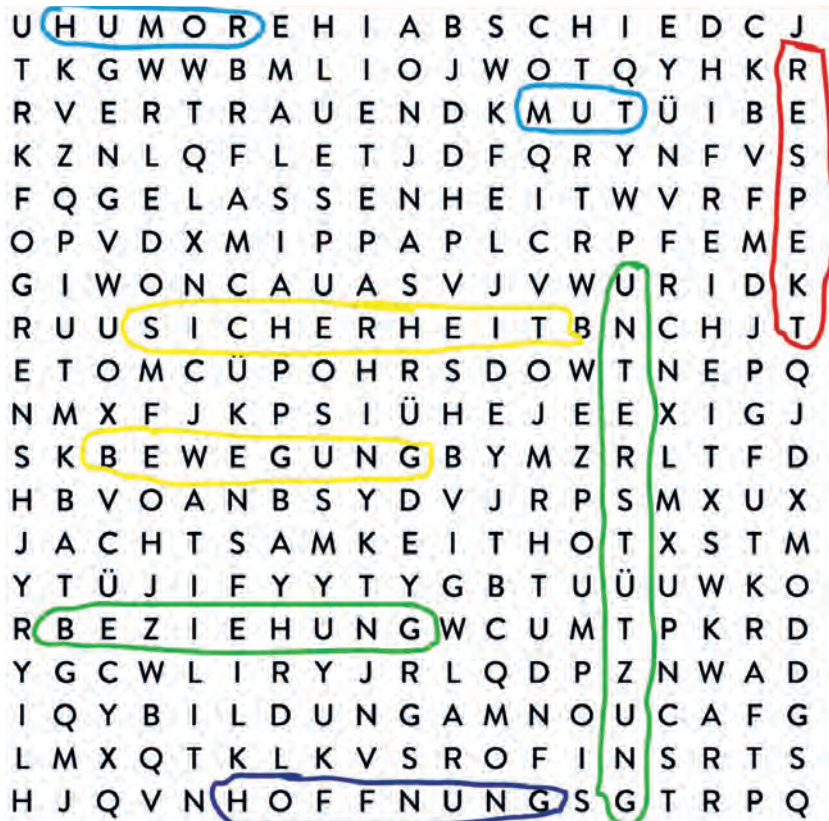 U H U M O R E H I A B S C H I E D C J
T K G W W B M L I O J W O T Q Y H K R
R V E R T R A U E N D K M U T Ü I B E
K Z N L Q F L E T J D F Q R Y N F V S
F Q G E L A S S E N H E I T W V R F P
O P V D X M I P P A P L C R P F E M E
G I W O N C A U A S V J V W U R I D K
R U U S I C H E R H E I T B N C H J T
E T O M C Ü P O H R S D O W T N E P Q
N M X F J K P S I Ü H E J E E X I G J
S K B E W E G U N G B Y M Z R L T F D
H B V O A N B S Y D V J R P S M X U X
J A C H T S A M K E I T H O T X S T M
Y T Ü J I F Y Y T Y G B T U Ü U W K O
R B E Z I E H U N G W C U M T P K R D
Y G C W L I R Y J R L Q D P Z N W A D
I Q Y B I L D U N G A M N O U C A F G
L M X Q T K L K V S R O F I N S R T S
H J Q V N H O F F N U N G S G T R P Q